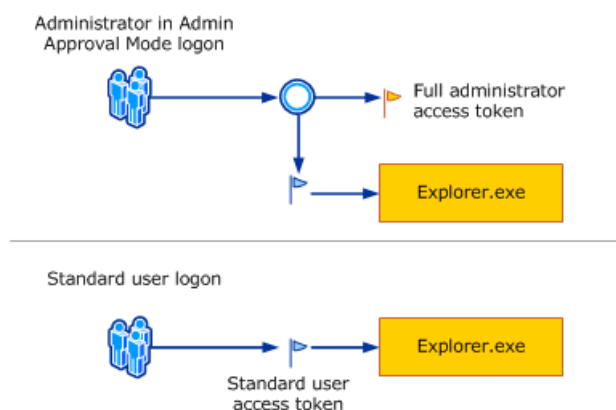 Administrator in Admin
Approval Mode logon
Full administrator
access token
Explorer.exe
Standard user logon
Explorer.exe
Standard user
access token